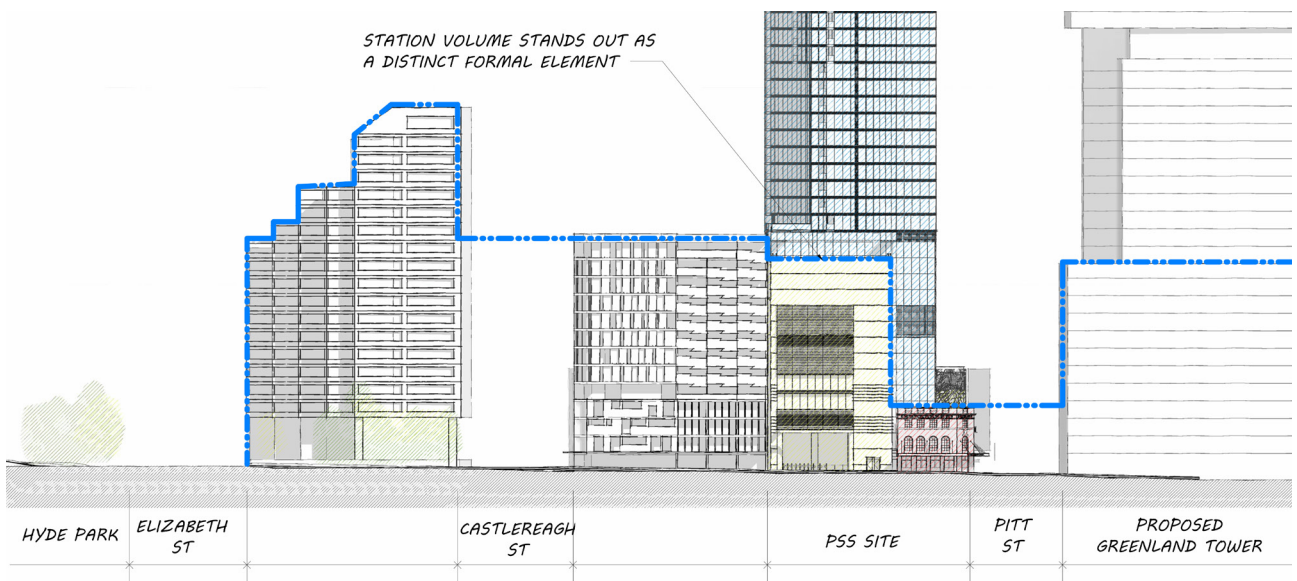 STATION VOLUME STANDS OUT AS
A DISTINCT FORMAL ELEMENT
HYDE PARK
ELIZABETH
ST
CASTLEREAGH
ST
PSS SITE
PITT
ST
PROPOSED
GREENLAND TOWER